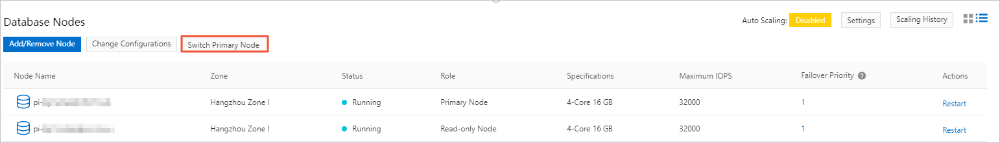 Database Nodes
Auto Scaling: Disabled Settings Scaling History
Add/Remove Node Change Configurations Switch Primary Node
Node Name Zone Status Role Specifications Maximum IOPS Failover Priority ? Actions
pi- Hangzhou Zone I Running Primary Node 4-Core 16 GB 32000 1 Restart
pi- Hangzhou Zone I Running Read-only Node 4-Core 16 GB 32000 1 Restart